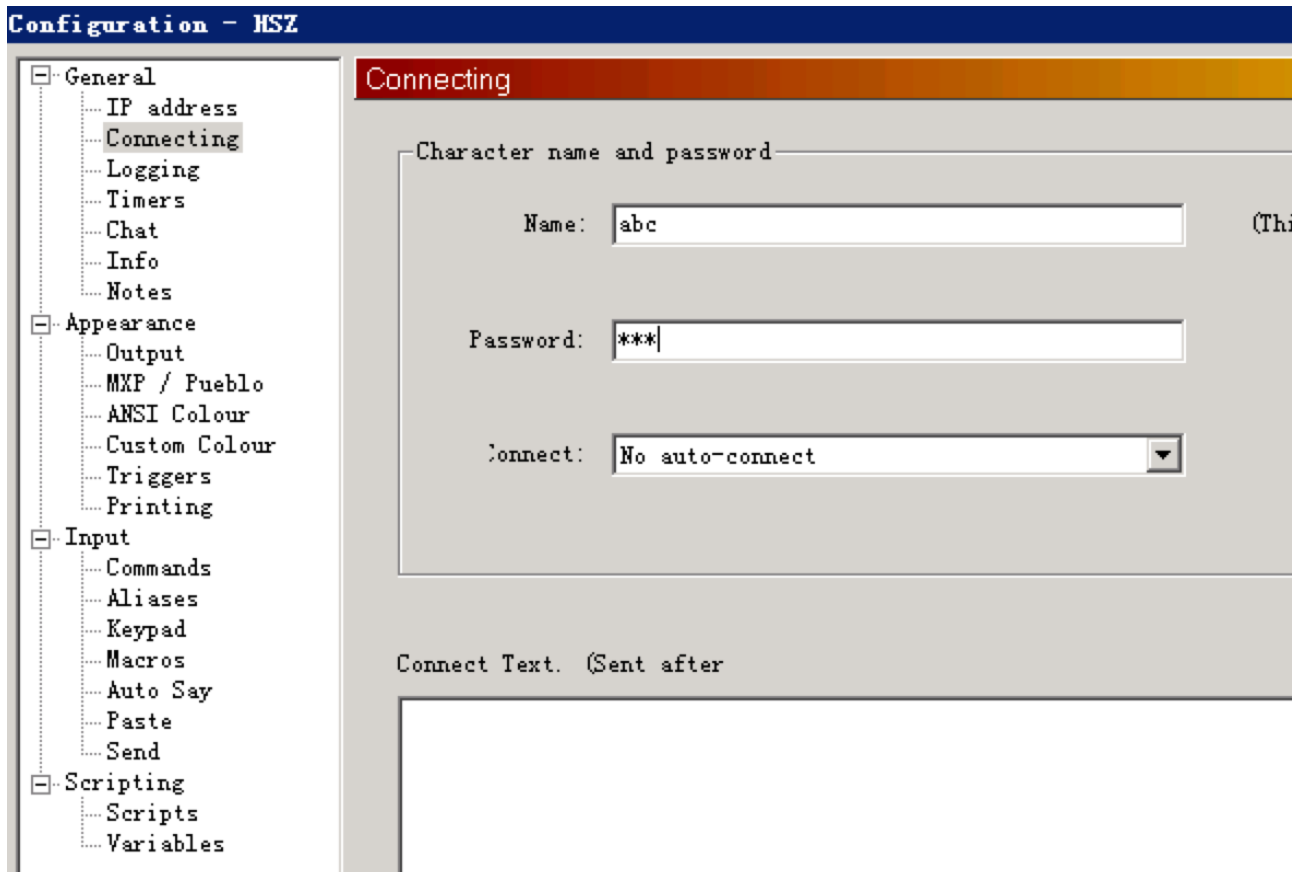 Configuration - HSZ
General
IP address
Connecting
Logging
Timers
Chat
Info
Notes
Appearance
Output
MXP / Pueblo
ANSI Colour
Custom Colour
Triggers
Printing
Input
Commands
Aliases
Keypad
Macros
Auto Say
Paste
Send
Scripting
Scripts
Variables
Connecting
Character name and password
Name: abc
(Thi
Password: ***
Connect: No auto-connect
Connect Text. (Sent after